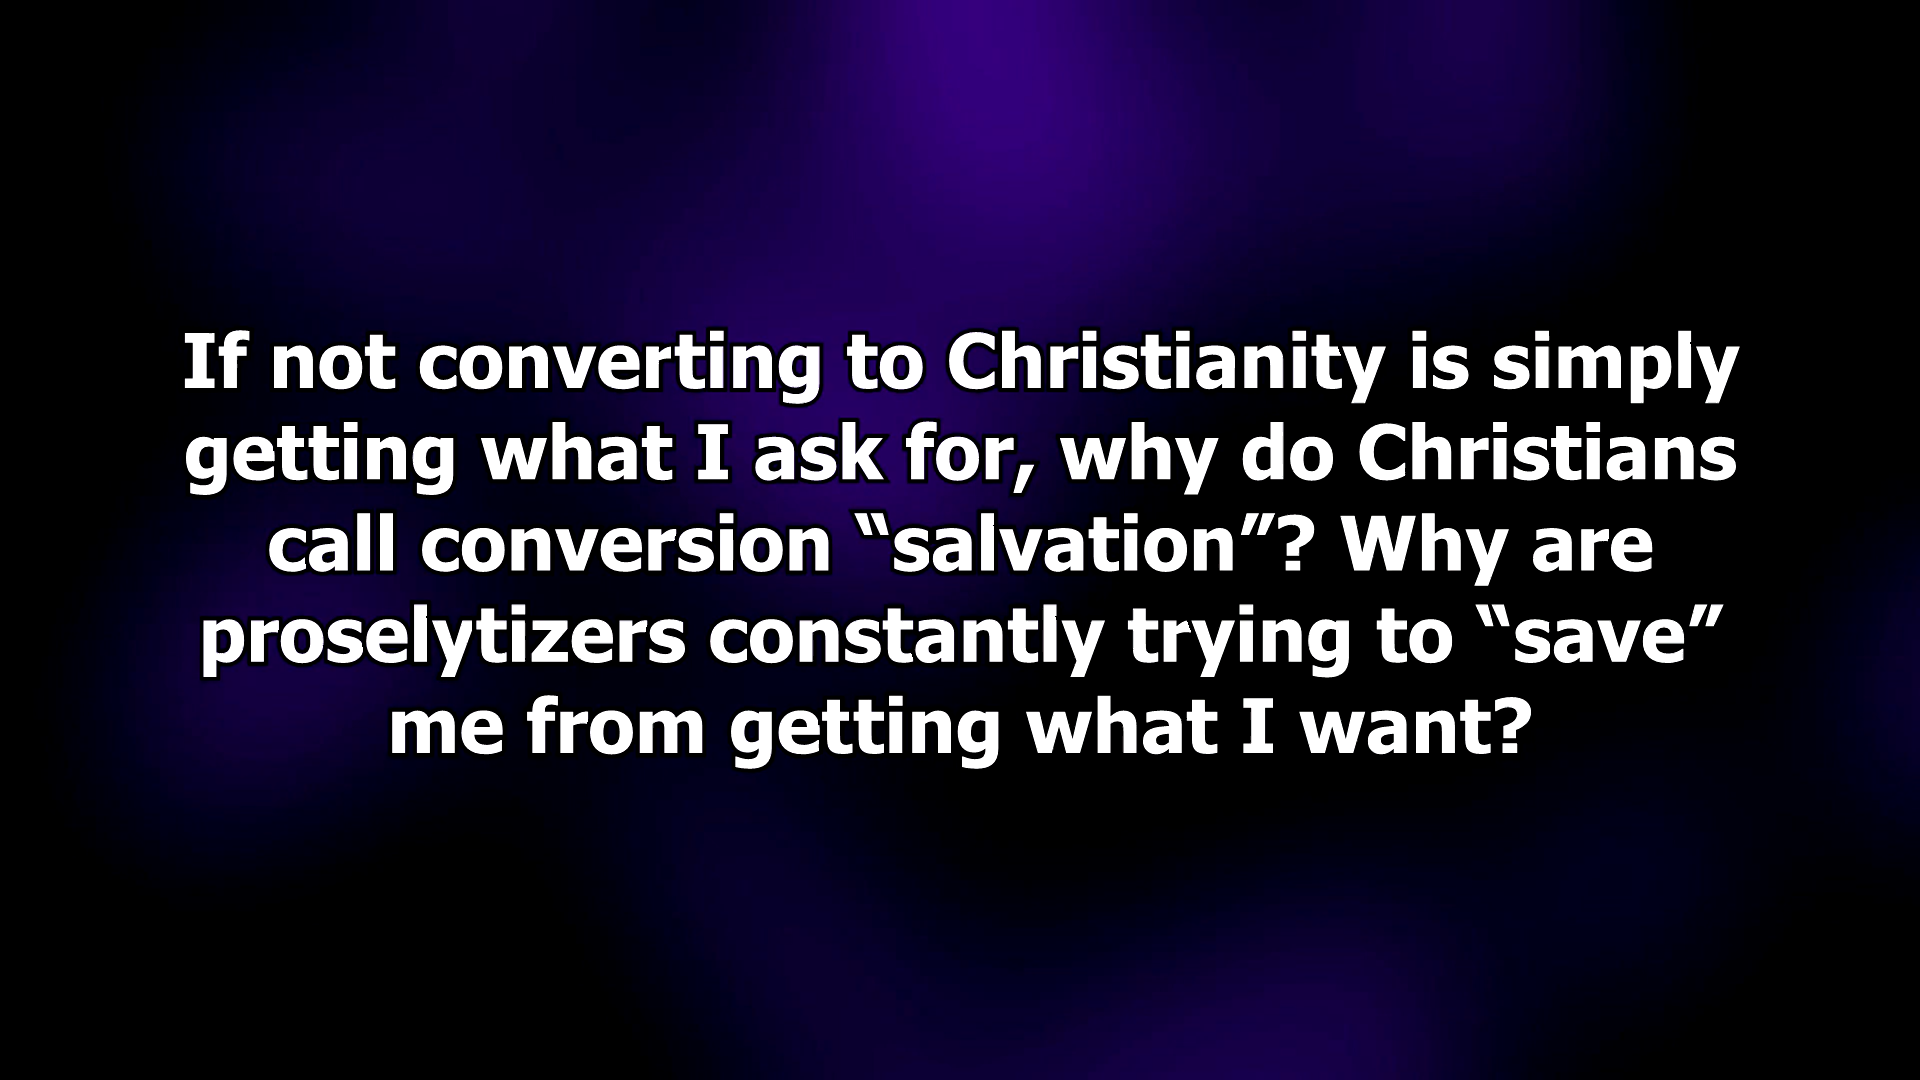 If not converting to Christianity is simply
getting what I ask for, why do Christians
call conversion “salvation”? Why are
proselytizers constantly trying to “save”
me from getting what I want?